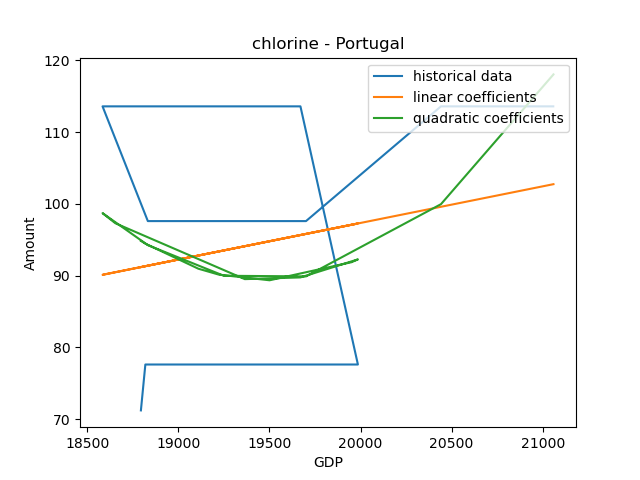 chlorine - Portugal
historical data
linear coefficients
quadratic coefficients
Amount
120
110
100
90
80
70
18500 19000 19500 20000 20500 21000
GDP